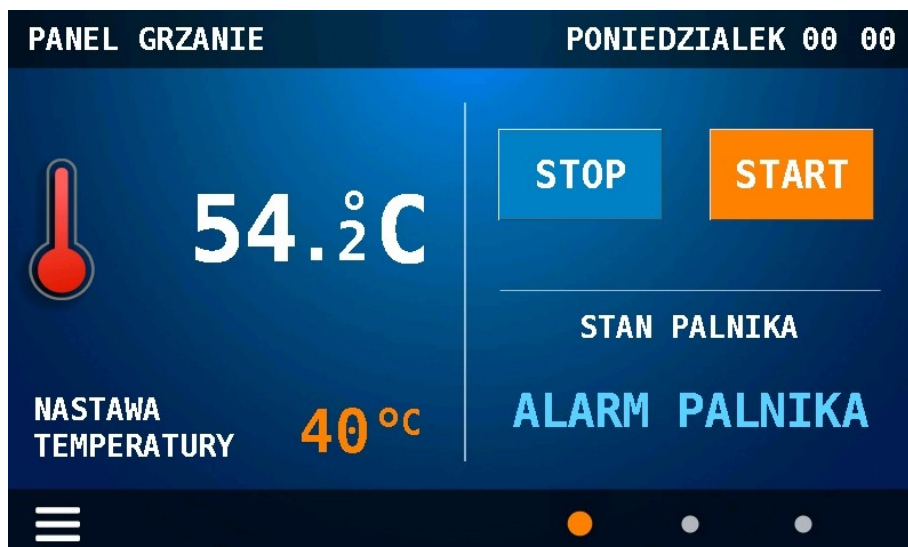 PANEL GRZANIE
PONIEDZIALEK 00 00
54.2°C
STOP
START
STAN PALNIKA
ALARM PALNIKA
NASTAWA
TEMPERATURY
40°C